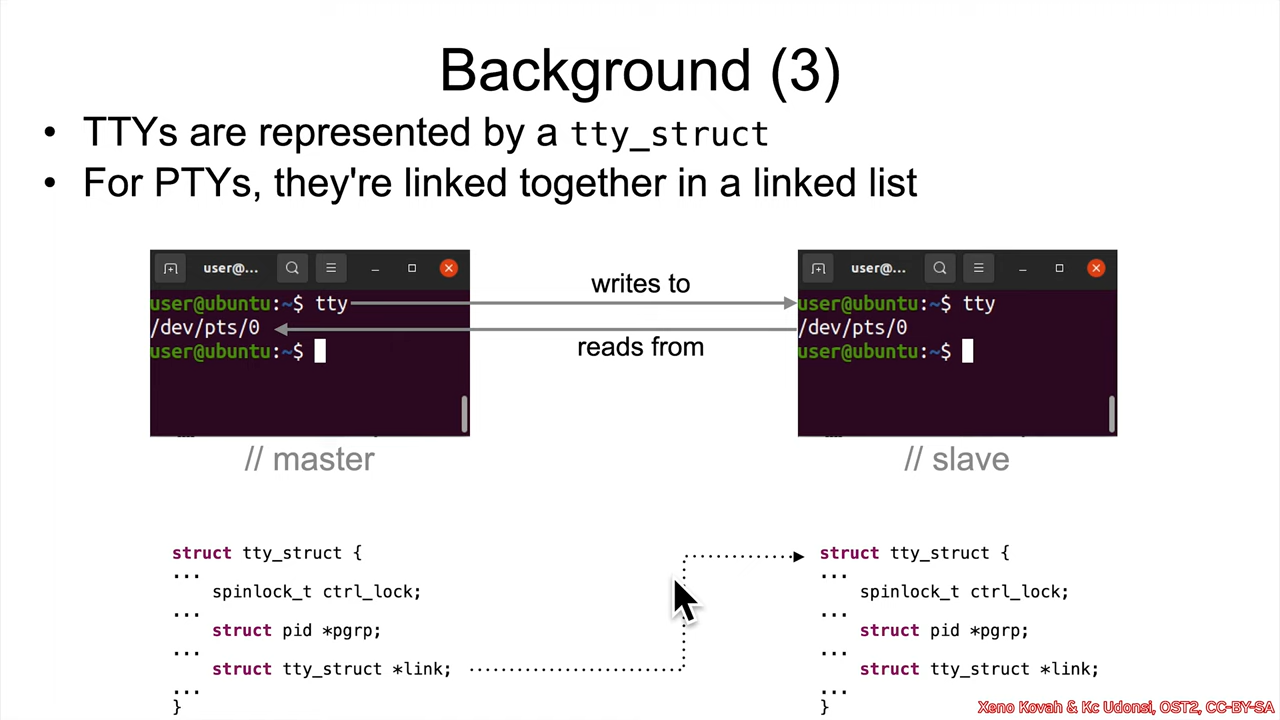 Background (3)
• TTYs are represented by a tty_struct
• For PTYs, they're linked together in a linked list
user@...
user@ubuntu:~$ tty
/dev/pts/0
user@ubuntu:~$
writes to
reads from
user@...
user@ubuntu:~$ tty
/dev/pts/0
user@ubuntu:~$
// master
// slave
struct tty_struct {
...
spinlock_t ctrl_lock;
...
struct pid *pgrp;
...
struct tty_struct *link;
...
}
struct tty_struct {
...
spinlock_t ctrl_lock;
...
struct pid *pgrp;
...
struct tty_struct *link;
...
}
Xeno Kovah & Kc Udonsi, OST2, CC-BY-SA